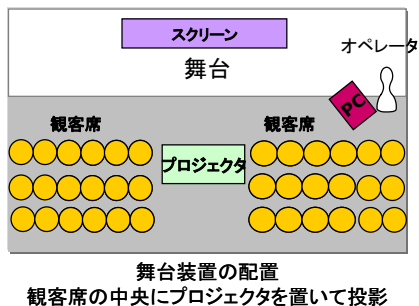 スクリーン
オペレータ
舞台
PC
観客席
観客席
プロジェクタ
舞台装置の配置
観客席の中央にプロジェクタを置いて投影